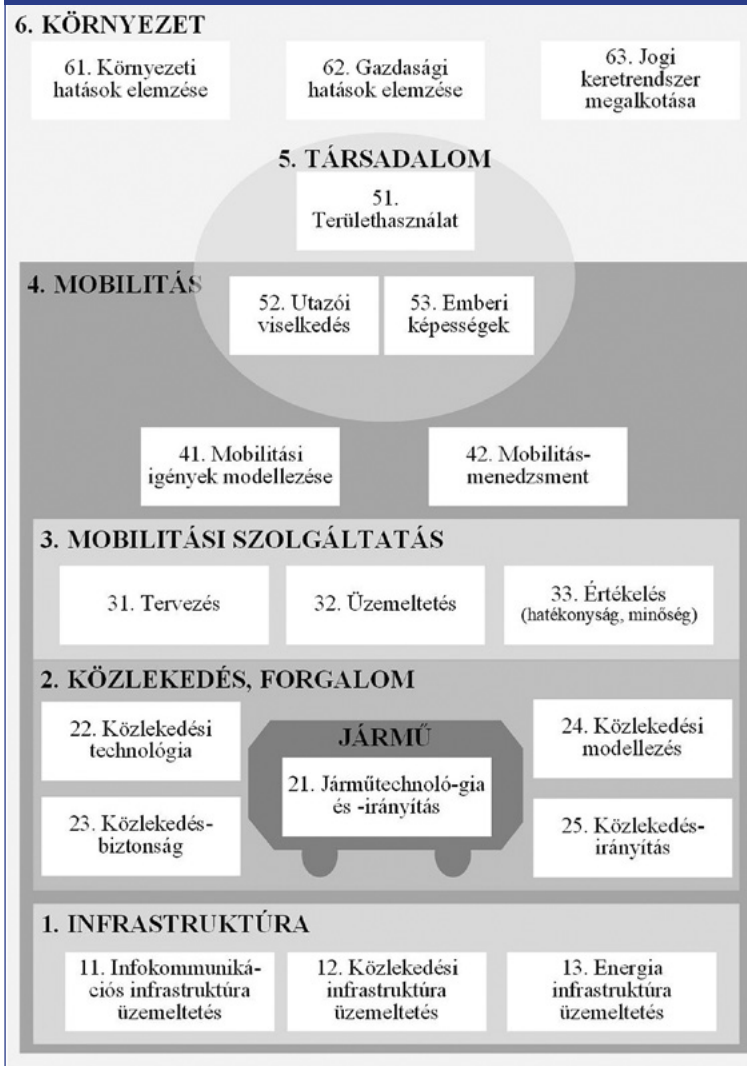 6. KÖRNYEZET
61. Környezeti
hatások elemzése
62. Gazdasági
hatások elemzése
63. Jogi
keretrendszer
megalkotása
5. TÁRSADALOM
51.
Területhasználat
4. MOBILITÁS
52. Utazói
viselkedés
53. Emberi
képességek
41. Mobilitási
igények modellezése
42. Mobilitás-
menedzsment
3. MOBILITÁSI SZOLGÁLTATÁS
31. Tervezés
32. Üzemeltetés
33. Értékelés
(hatékonyság, minőség)
2. KÖZLEKEDÉS, FORGALOM
22. Közlekedési
technológia
23. Közlekedés-
biztonság
JÁRMŰ
21. Járműtechnoló-gia
és -irányítás
24. Közlekedési
modellezés
25. Közlekedés-
irányítás
1. INFRASTRUKTÚRA
11. Infokommuniká-
ciós infrastruktúra
üzemeltetés
12. Közlekedési
infrastruktúra
üzemeltetés
13. Energia
infrastruktúra
üzemeltetés